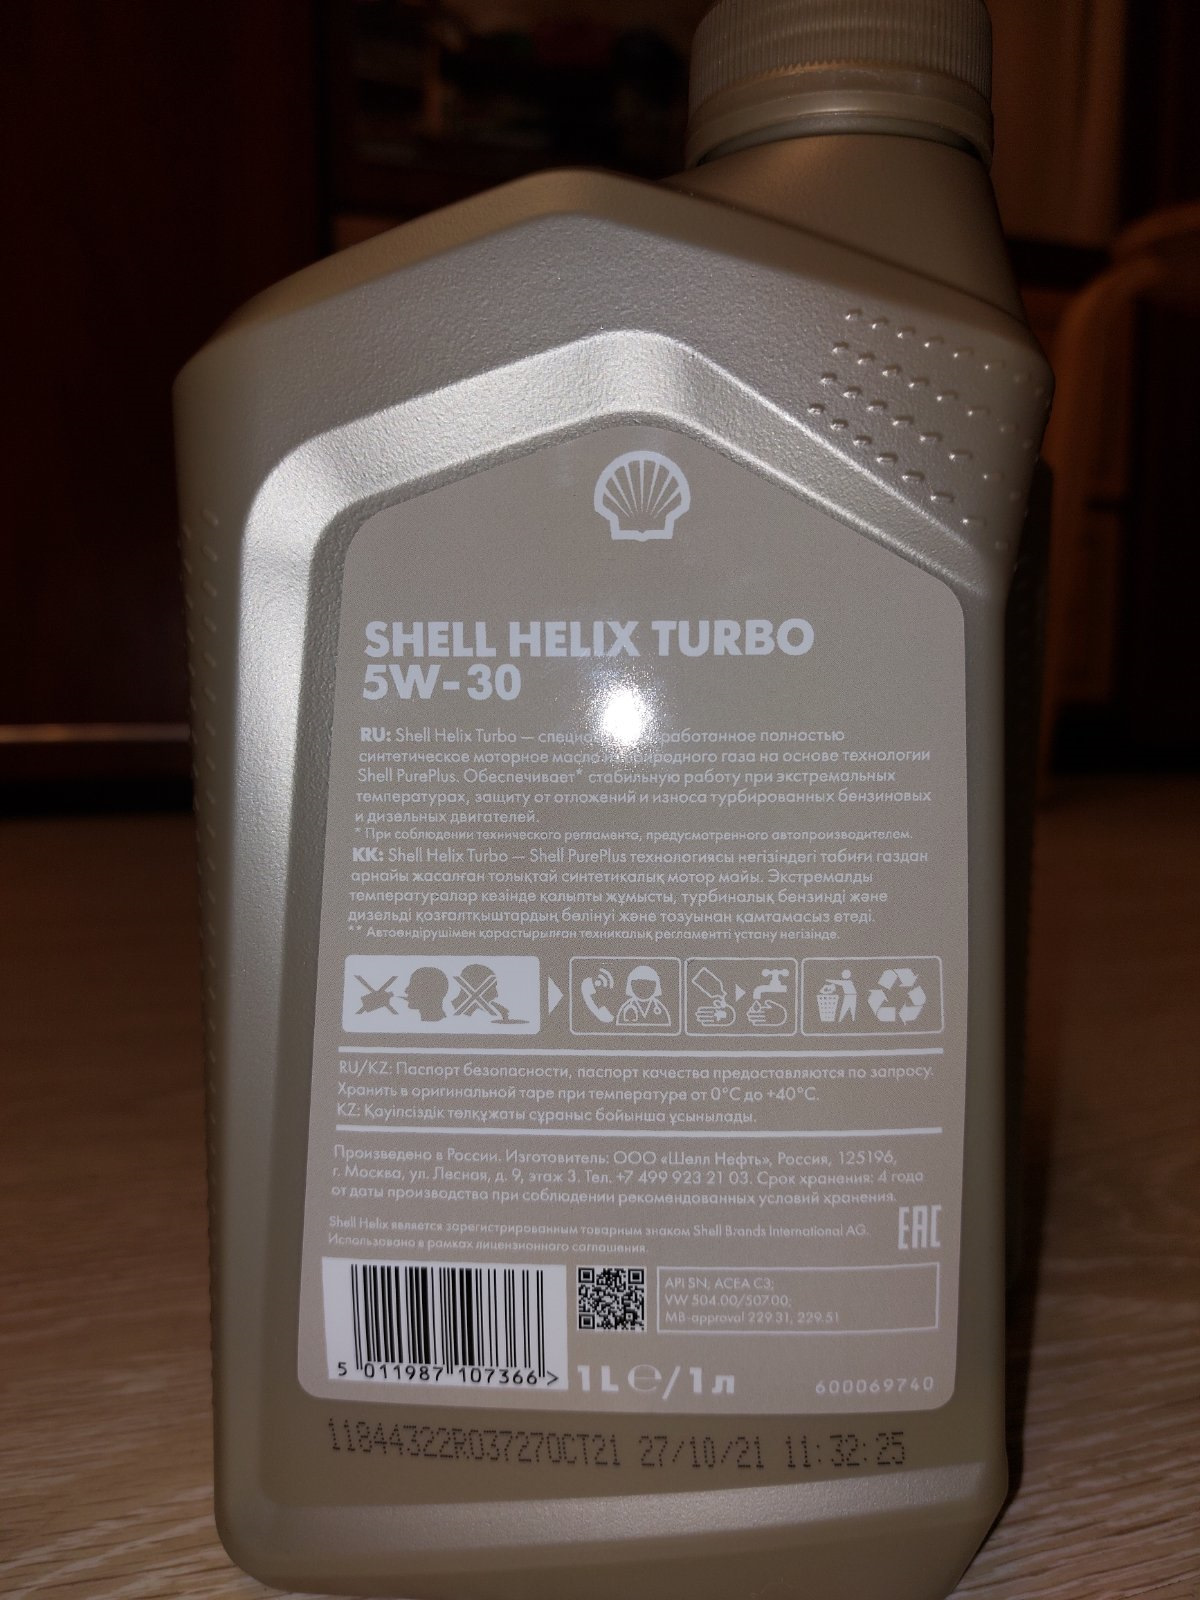 SHELL HELIX TURBO
5W-30
RU: Shell Helix Turbo — полностью
синтетическое моторное масло природного газа на основе технологии
Shell PurePlus. Обеспечивает* стабильную работу при экстремальных
температурах, защиту от отложений и износа турбированных бензиновых
и дизельных двигателей.
* При соблюдении технического регламента, предусмотренного автопроизводителем.
KK: Shell Helix Turbo — Shell PurePlus технологиясы негізіндегі табиғи газдан
арнайы жасалған толықтай синтетикалық мотор майы. Экстремалды
температуралар кезінде қалыпты жұмысты, турбиналық бензинді және
дизельді қозғалтқыштардың бөлінуі және тозуынан қамтамасыз етеді.
** Автоөндірушімен қарастырылған техникалық регламентті ұстану негізінде.
RU/KZ: Паспорт безопасности, паспорт качества предоставляются по запросу.
Хранить в оригинальной таре при температуре от 0°C до +40°C.
KZ: Қауіпсіздік төлқұжаты сұраныс бойынша ұсынылады.
Произведено в России. Изготовитель: ООО «Шелл Нефть», Россия, 125196,
г. Москва, ул. Лесная, д. 9, этаж 3. Тел. +7 499 923 21 03. Срок хранения: 4 года
от даты производства при соблюдении рекомендованных условий хранения.
Shell Helix является зарегистрированным товарным знаком Shell Brands International AG.
Использовано в рамках лицензионного соглашения.
EAC
API SN, ACEA C3;
VW 504.00/507.00;
MB-approval 229.31, 229.51
5 011987 107366 >
1L ℮/1л
600069740
11844322R03727OCT21 27/10/21 11:32:25